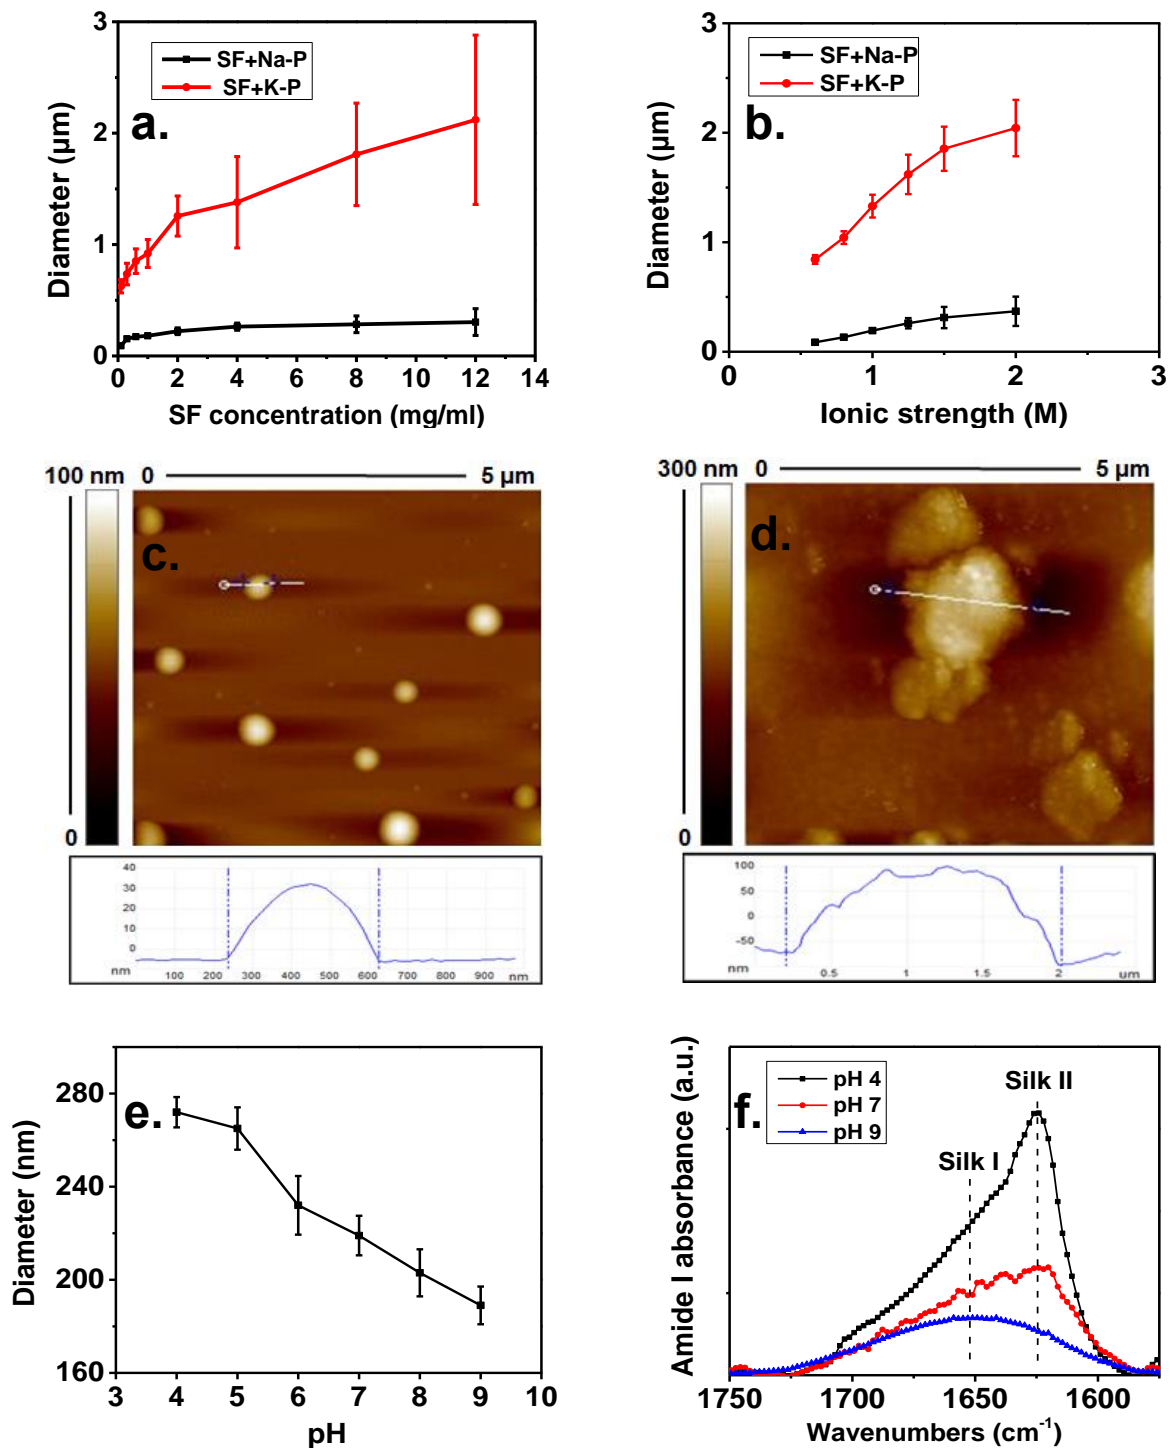 SF+Na-P
SF+K-P
a.
Diameter (µm)
3
2
1
0
0 2 4 6 8 10 12 14
SF concentration (mg/ml)
SF+Na-P
SF+K-P
b.
Diameter (µm)
3
2
1
0
0 1 2 3
Ionic strength (M)
100 nm 0 5 µm
c.
0
40
30
20
10
0
nm 100 200 300 400 500 600 700 800 900 nm
300 nm 0 5 µm
d.
0
100
50
0
-50
nm 0.5 1 1.5 2 um
e.
Diameter (nm)
280
240
200
160
3 4 5 6 7 8 9 10
pH
pH 4
pH 7
pH 9
f.
Silk II
Silk I
Amide I absorbance (a.u.)
1750 1700 1650 1600
Wavenumbers (cm⁻¹)